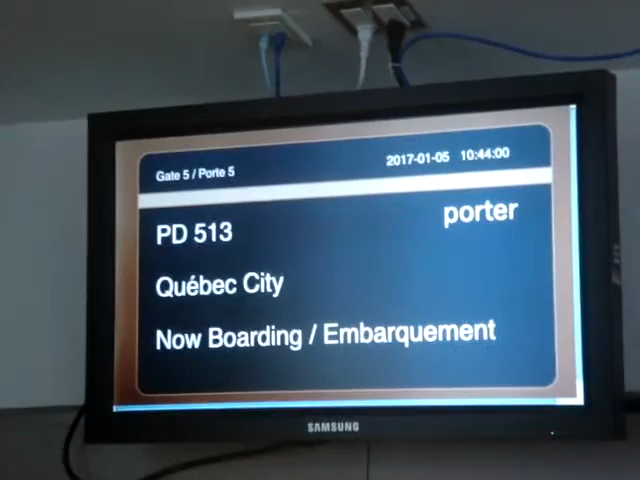 Gate 5 / Porte 5
2017-01-05 10:44:00
porter
PD 513
Québec City
Now Boarding / Embarquement
SAMSUNG